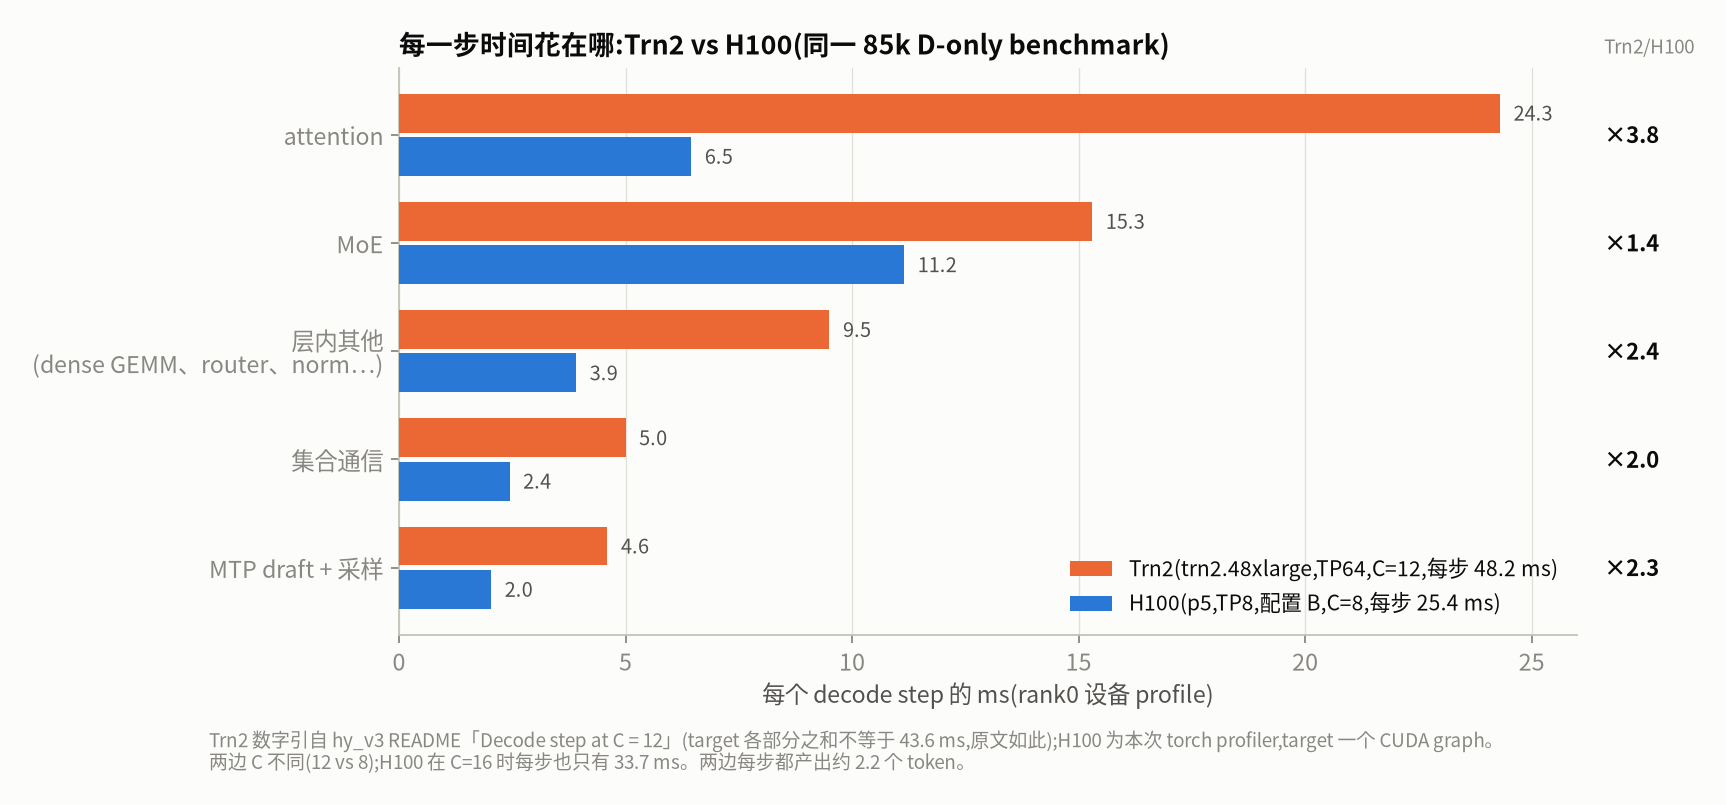 每一步时间花在哪:Trn2 vs H100(同一 85k D-only benchmark)
Trn2/H100
attention
24.3
6.5
×3.8
MoE
15.3
11.2
×1.4
层内其他
(dense GEMM、router、norm…)
9.5
3.9
×2.4
集合通信
5.0
2.4
×2.0
MTP draft + 采样
4.6
2.0
×2.3
Trn2(trn2.48xlarge,TP64,C=12,每步 48.2 ms)
H100(p5,TP8,配置 B,C=8,每步 25.4 ms)
0 5 10 15 20 25
每个 decode step 的 ms(rank0 设备 profile)
Trn2 数字引自 hy_v3 README「Decode step at C = 12」(target 各部分之和不等于 43.6 ms,原文如此);H100 为本次 torch profiler,target 一个 CUDA graph。
两边 C 不同(12 vs 8);H100 在 C=16 时每步也只有 33.7 ms。两边每步都产出约 2.2 个 token。